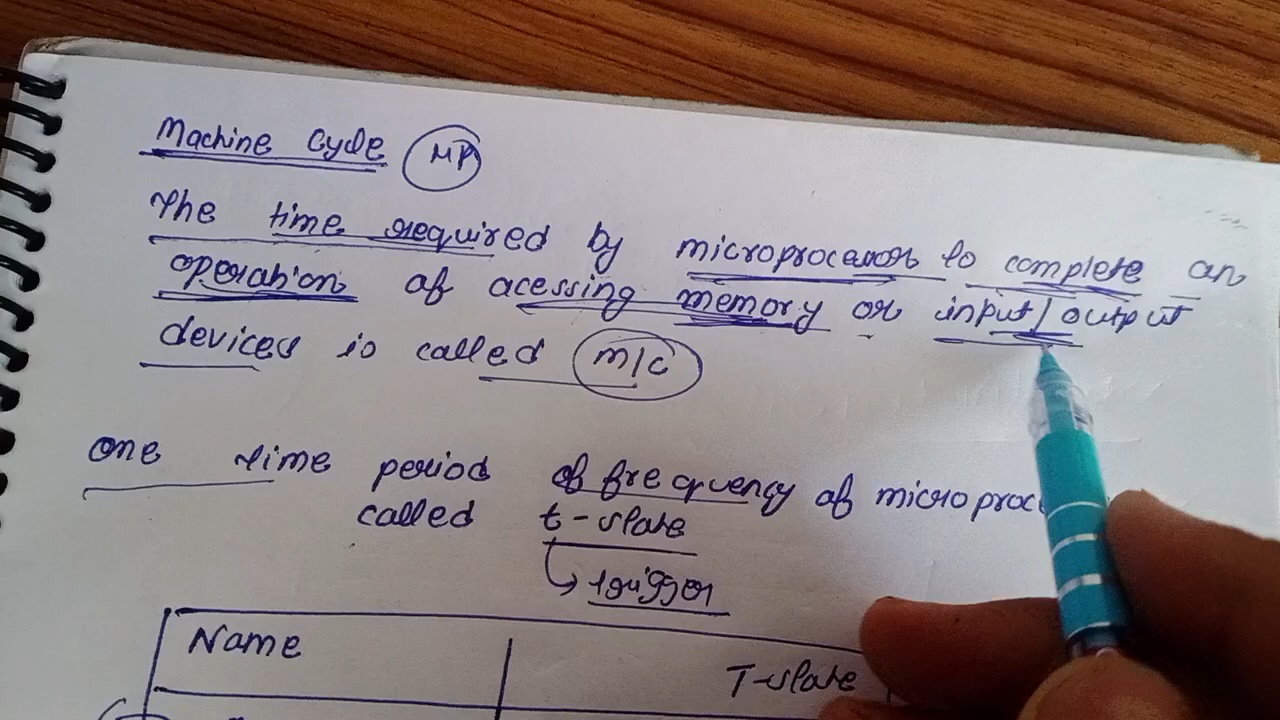 Machine Cycle MP
The time required by microprocessor to complete an
operation of acessing memory or input/output
devices is called m/c
one time period of frequency of microproc
called t-state
trigger
Name T-state